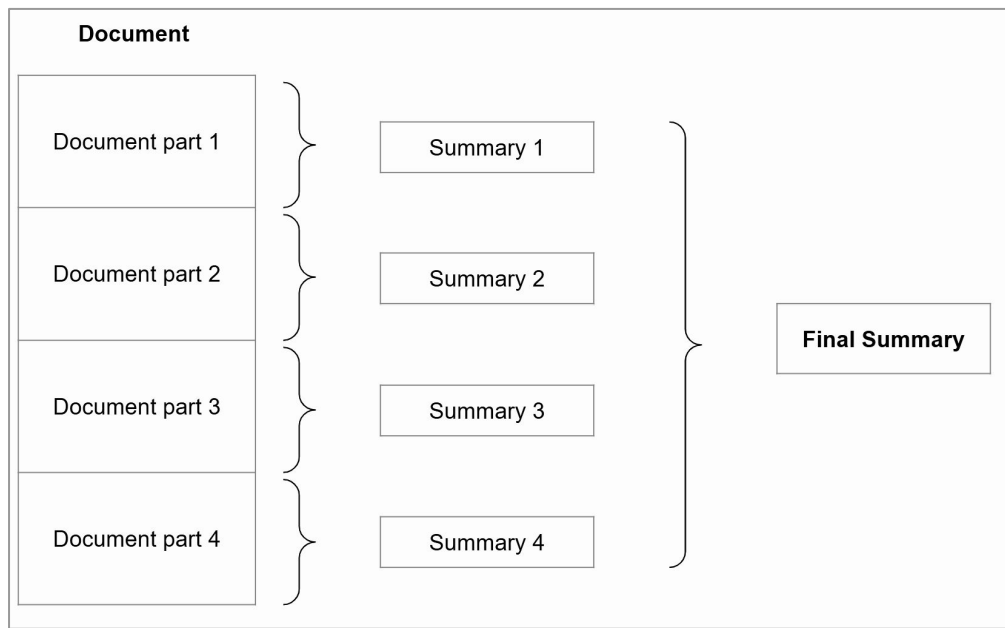 Document
Document part 1
Summary 1
Document part 2
Summary 2
Final Summary
Document part 3
Summary 3
Document part 4
Summary 4